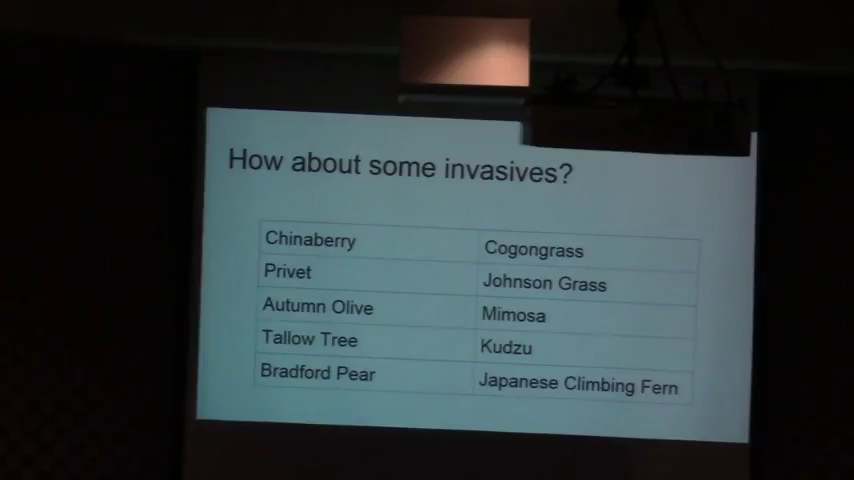 How about some invasives?
Chinaberry Cogongrass
Privet Johnson Grass
Autumn Olive Mimosa
Tallow Tree Kudzu
Bradford Pear Japanese Climbing Fern